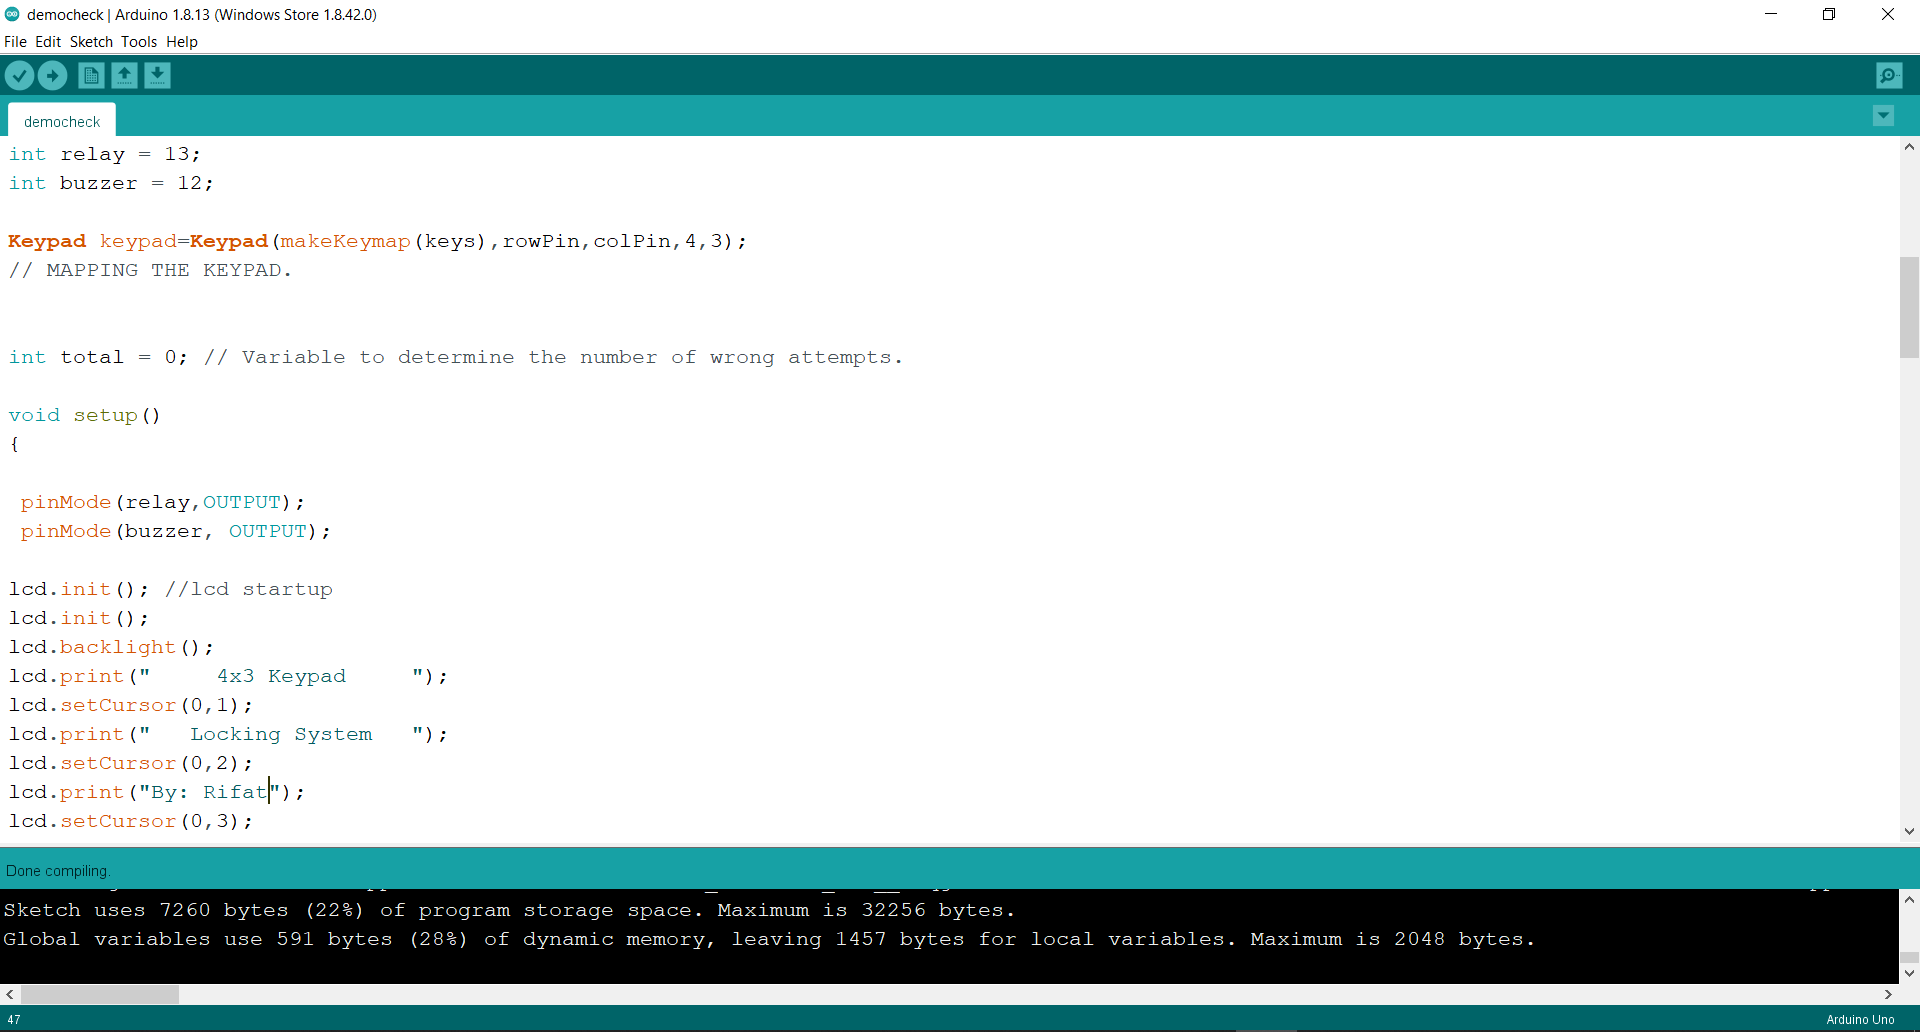 democheck | Arduino 1.8.13 (Windows Store 1.8.42.0)
File Edit Sketch Tools Help
democheck
int relay = 13;
int buzzer = 12;
Keypad keypad=Keypad(makeKeymap(keys),rowPin,colPin,4,3);
// MAPPING THE KEYPAD.
int total = 0; // Variable to determine the number of wrong attempts.
void setup()
{
 pinMode(relay,OUTPUT);
 pinMode(buzzer, OUTPUT);
lcd.init(); //lcd startup
lcd.init();
lcd.backlight();
lcd.print("     4x3 Keypad     ");
lcd.setCursor(0,1);
lcd.print("   Locking System   ");
lcd.setCursor(0,2);
lcd.print("By: Rifat");
lcd.setCursor(0,3);
Done compiling.
Sketch uses 7260 bytes (22%) of program storage space. Maximum is 32256 bytes.
Global variables use 591 bytes (28%) of dynamic memory, leaving 1457 bytes for local variables. Maximum is 2048 bytes.
47
Arduino Uno